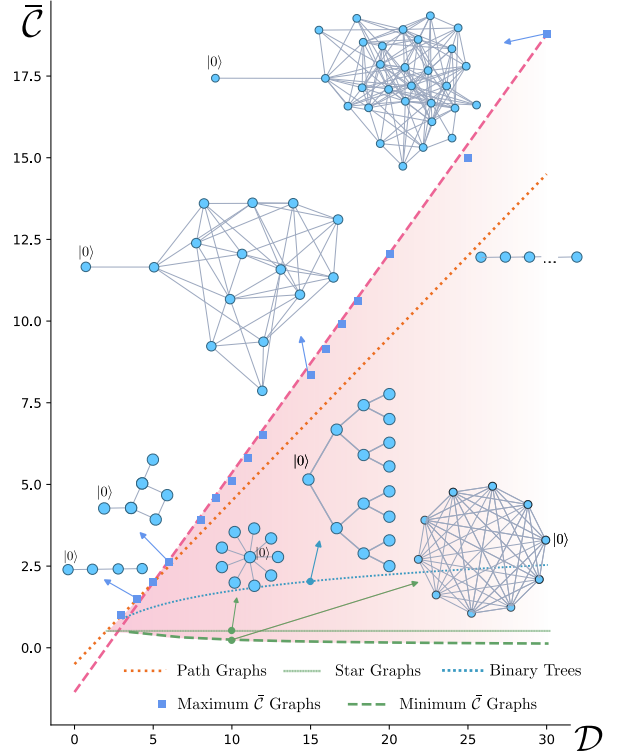 C̄
17.5
15.0
12.5
10.0
7.5
5.0
2.5
0.0
|0⟩
|0⟩
...
|0⟩
|0⟩
|0⟩
|0⟩
|0⟩
Path Graphs
Star Graphs
Binary Trees
Maximum C̄ Graphs
Minimum C̄ Graphs
0 5 10 15 20 25 30
D